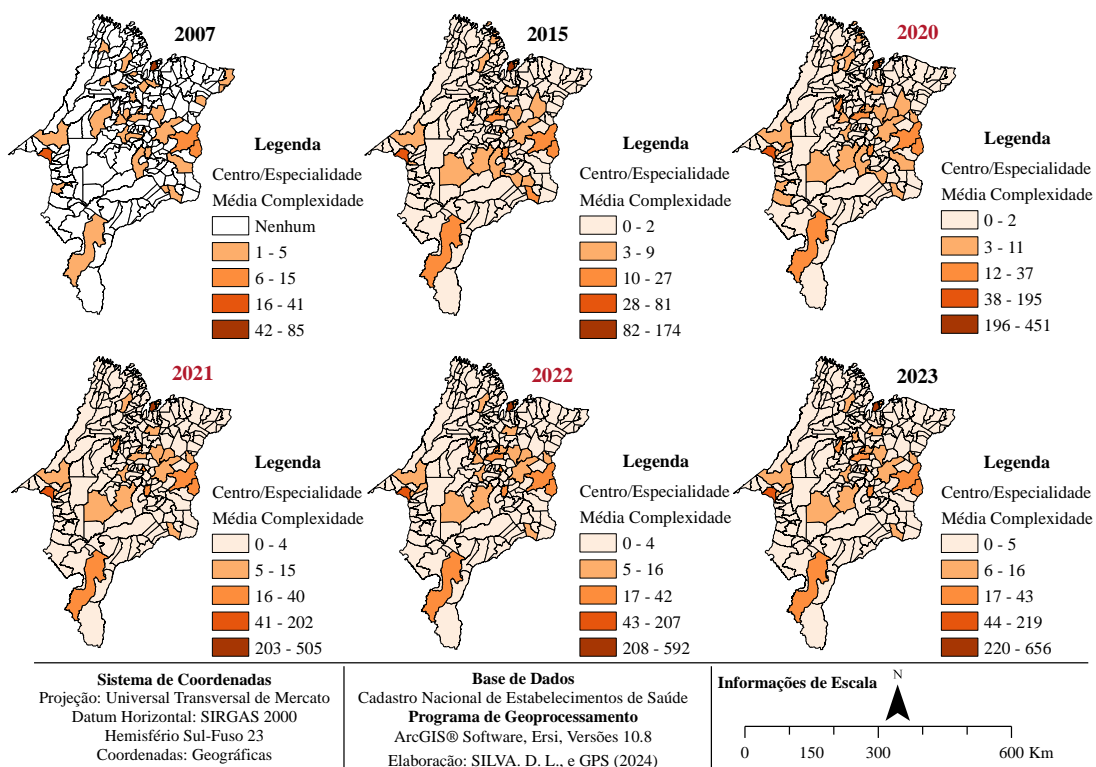 2007
Legenda
Centro/Especialidade
Média Complexidade
Nenhum
1 - 5
6 - 15
16 - 41
42 - 85
2015
Legenda
Centro/Especialidade
Média Complexidade
0 - 2
3 - 9
10 - 27
28 - 81
82 - 174
2020
Legenda
Centro/Especialidade
Média Complexidade
0 - 2
3 - 11
12 - 37
38 - 195
196 - 451
2021
Legenda
Centro/Especialidade
Média Complexidade
0 - 4
5 - 15
16 - 40
41 - 202
203 - 505
2022
Legenda
Centro/Especialidade
Média Complexidade
0 - 4
5 - 16
17 - 42
43 - 207
208 - 592
2023
Legenda
Centro/Especialidade
Média Complexidade
0 - 5
6 - 16
17 - 43
44 - 219
220 - 656
Sistema de Coordenadas
Projeção: Universal Transversal de Mercato
Datum Horizontal: SIRGAS 2000
Hemisfério Sul-Fuso 23
Coordenadas: Geográficas
Base de Dados
Cadastro Nacional de Estabelecimentos de Saúde
Programa de Geoprocessamento
ArcGIS® Software, Ersi, Versões 10.8
Elaboração: SILVA. D. L., e GPS (2024)
Informações de Escala
N
0 150 300 600 Km